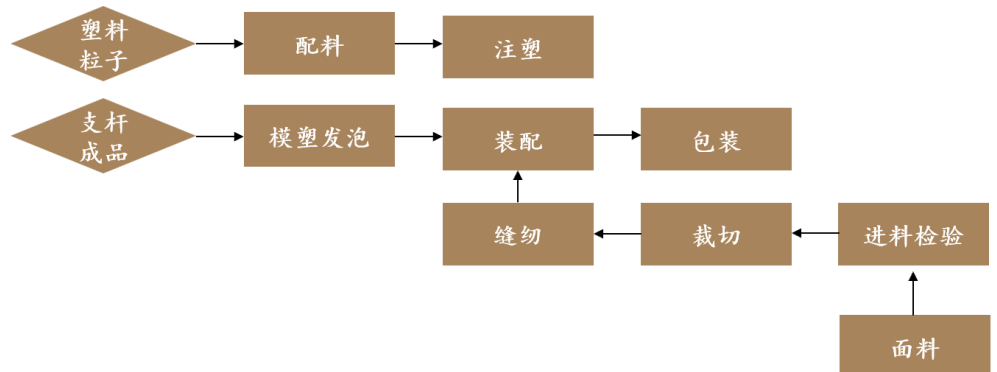 塑料
粒子
配料
注塑
支杆
成品
模塑发泡
装配
包装
缝纫
裁切
进料检验
面料